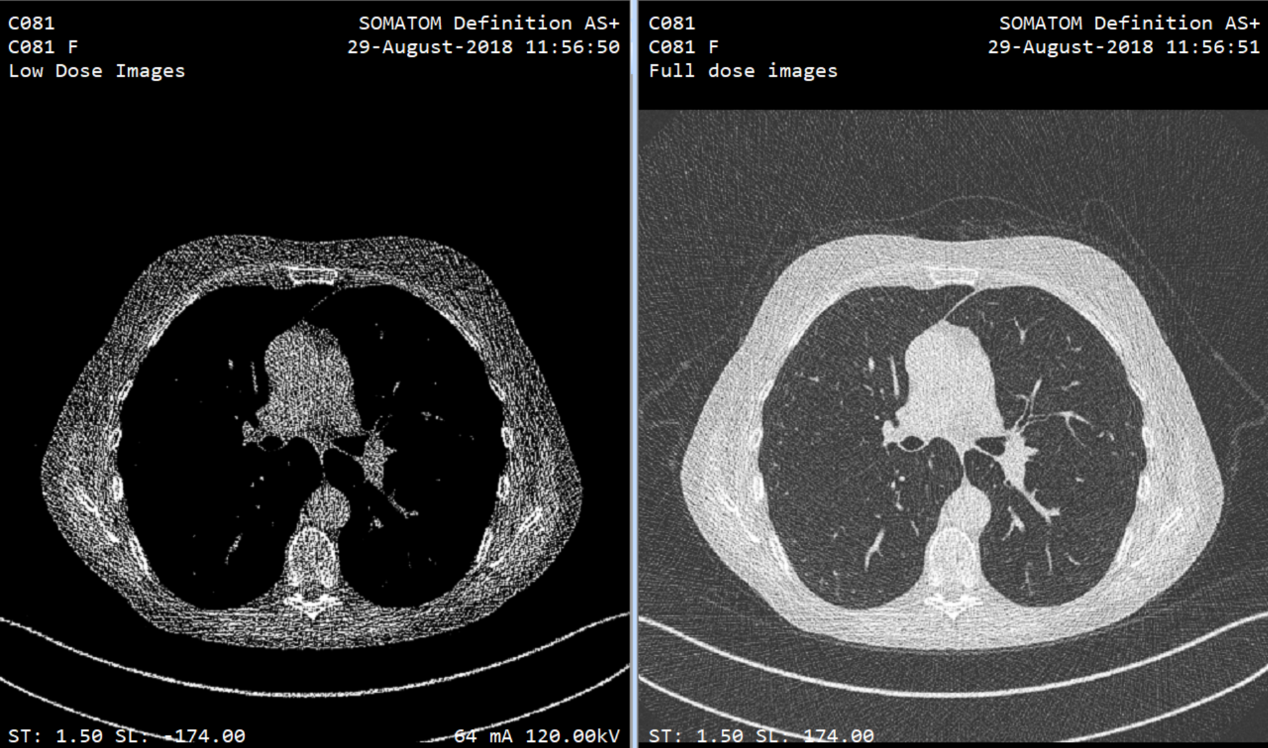 C081 SOMATOM Definition AS+
C081 F 29-August-2018 11:56:50
Low Dose Images
ST: 1.50 SL: -174.00 64 mA 120.00kV
C081 SOMATOM Definition AS+
C081 F 29-August-2018 11:56:51
Full dose images
ST: 1.50 SL: 174.00